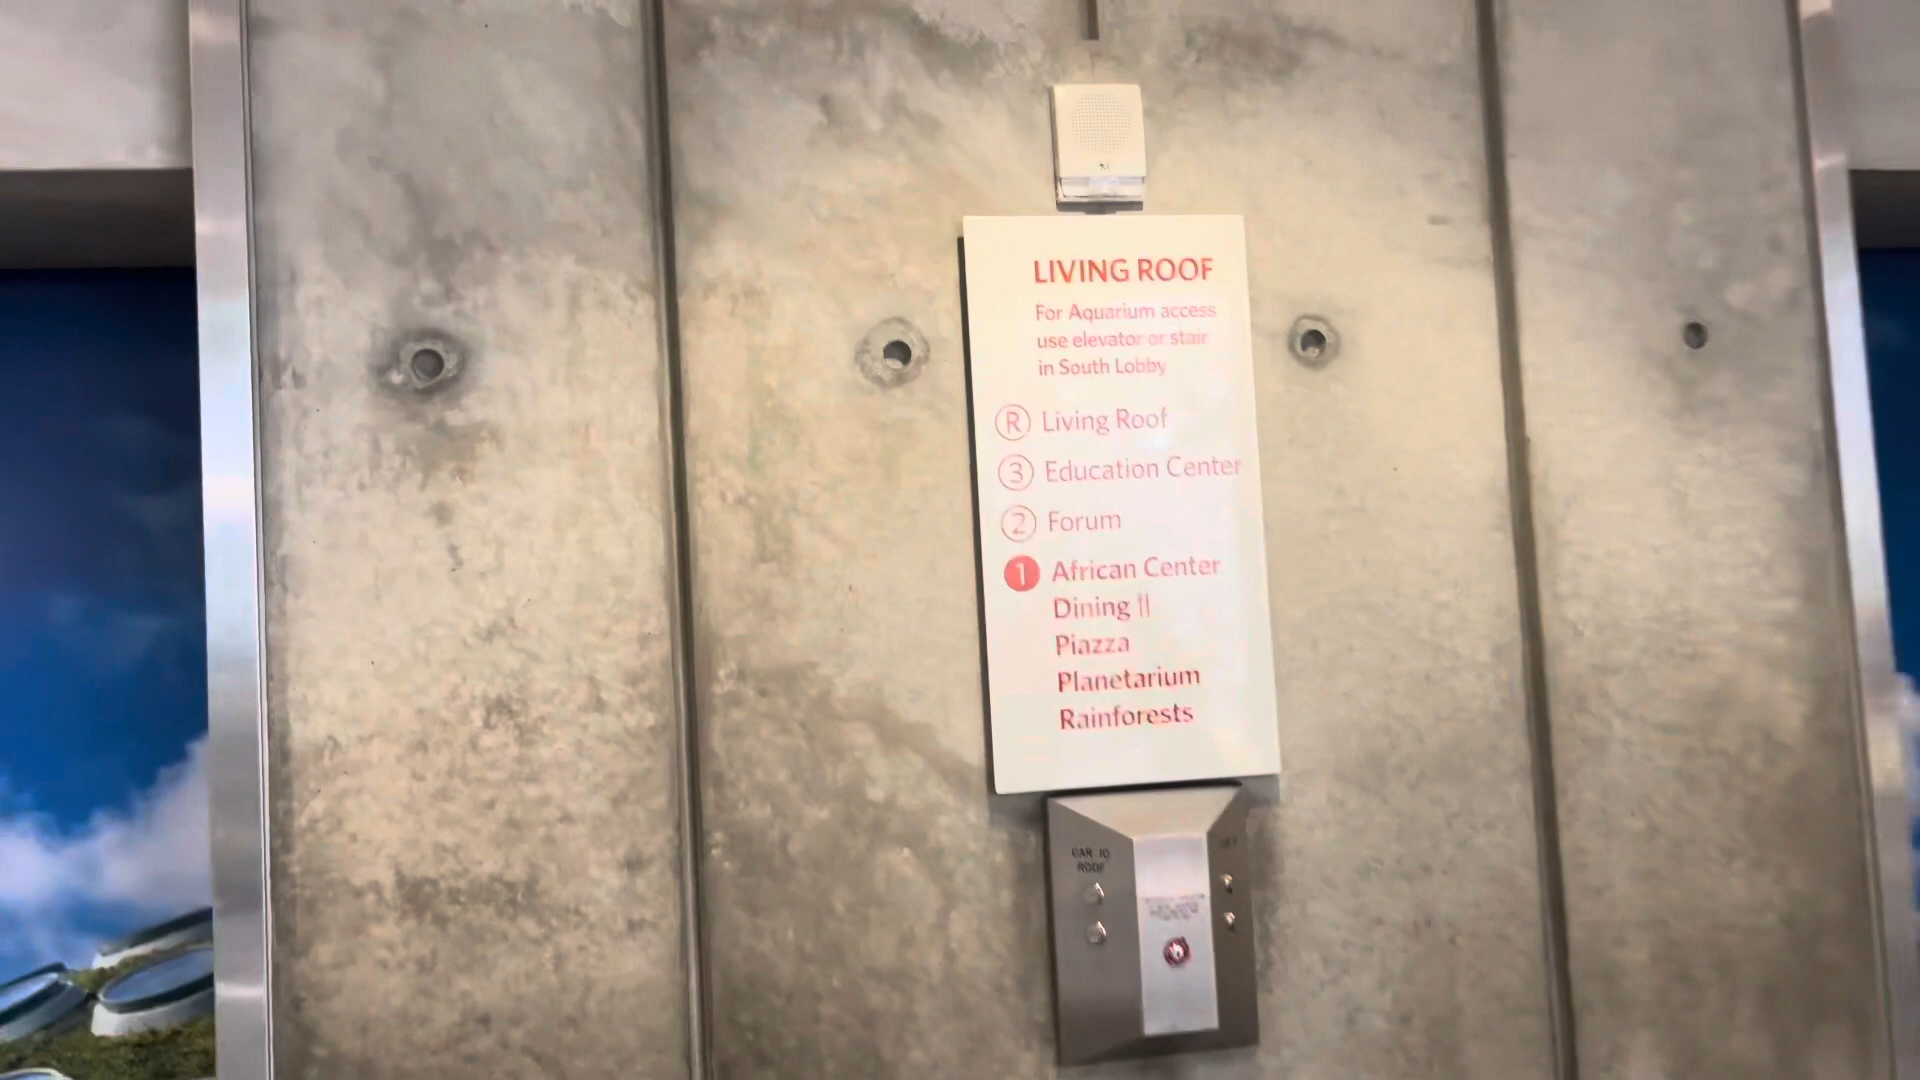 LIVING ROOF
For Aquarium access
use elevator or stair
in South Lobby
R Living Roof
3 Education Center
2 Forum
1 African Center
Dining
Piazza
Planetarium
Rainforests
CAR TO
ROOF